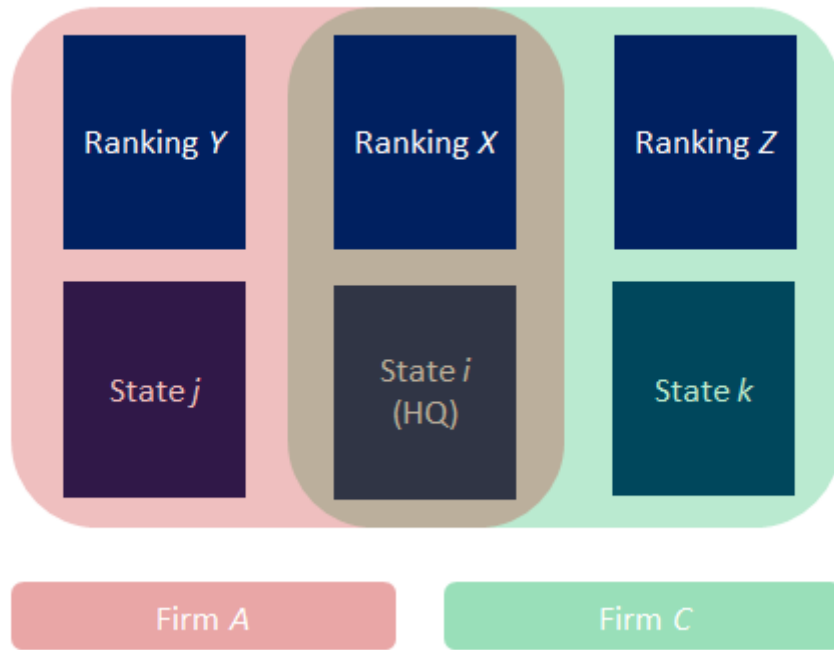 Ranking Y
Ranking X
Ranking Z
State j
State i
(HQ)
State k
Firm A
Firm C